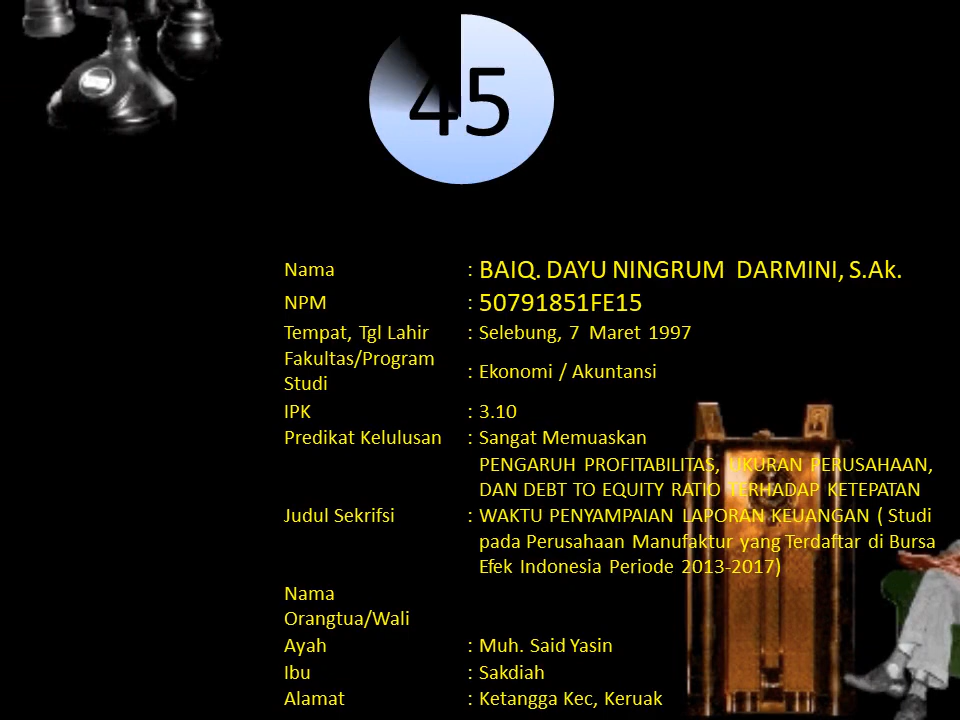 45
Nama : BAIQ. DAYU NINGRUM DARMINI, S.Ak.
NPM : 50791851FE15
Tempat, Tgl Lahir : Selebung, 7 Maret 1997
Fakultas/Program
Studi : Ekonomi / Akuntansi
IPK : 3.10
Predikat Kelulusan : Sangat Memuaskan
PENGARUH PROFITABILITAS, UKURAN PERUSAHAAN,
DAN DEBT TO EQUITY RATIO TERHADAP KETEPATAN
Judul Sekrifsi : WAKTU PENYAMPAIAN LAPORAN KEUANGAN ( Studi
pada Perusahaan Manufaktur yang Terdaftar di Bursa
Efek Indonesia Periode 2013-2017)
Nama
Orangtua/Wali
Ayah : Muh. Said Yasin
Ibu : Sakdiah
Alamat : Ketangga Kec, Keruak